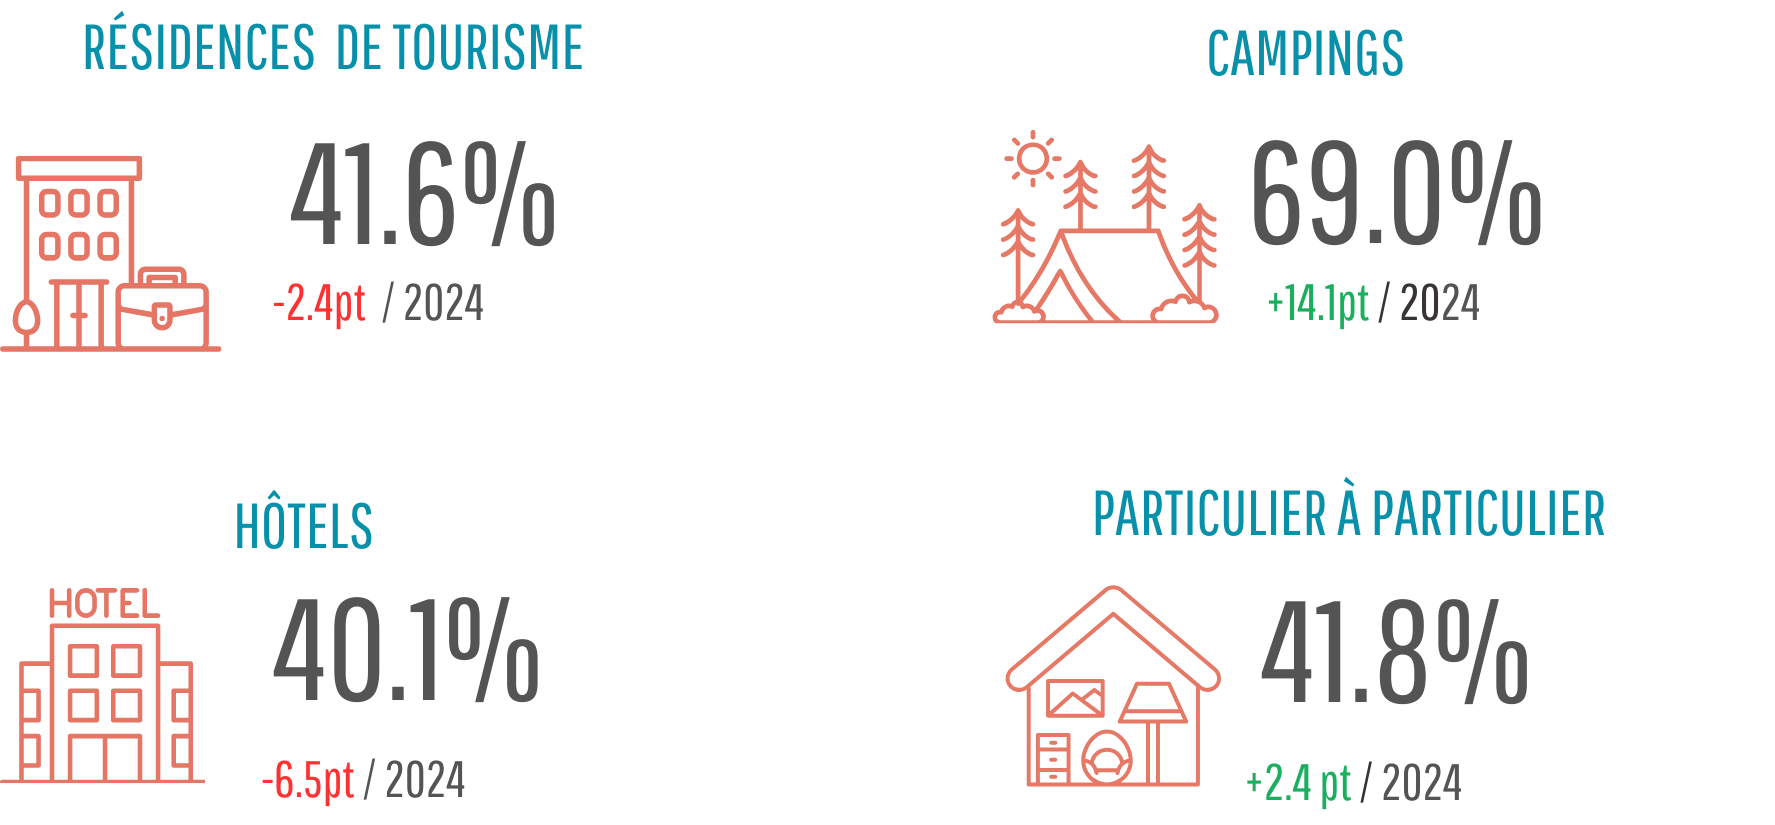 RÉSIDENCES DE TOURISME
41.6%
-2.4pt / 2024
CAMPINGS
69.0%
+14.1pt / 2024
HÔTELS
HOTEL
40.1%
-6.5pt / 2024
PARTICULIER À PARTICULIER
41.8%
+2.4 pt / 2024